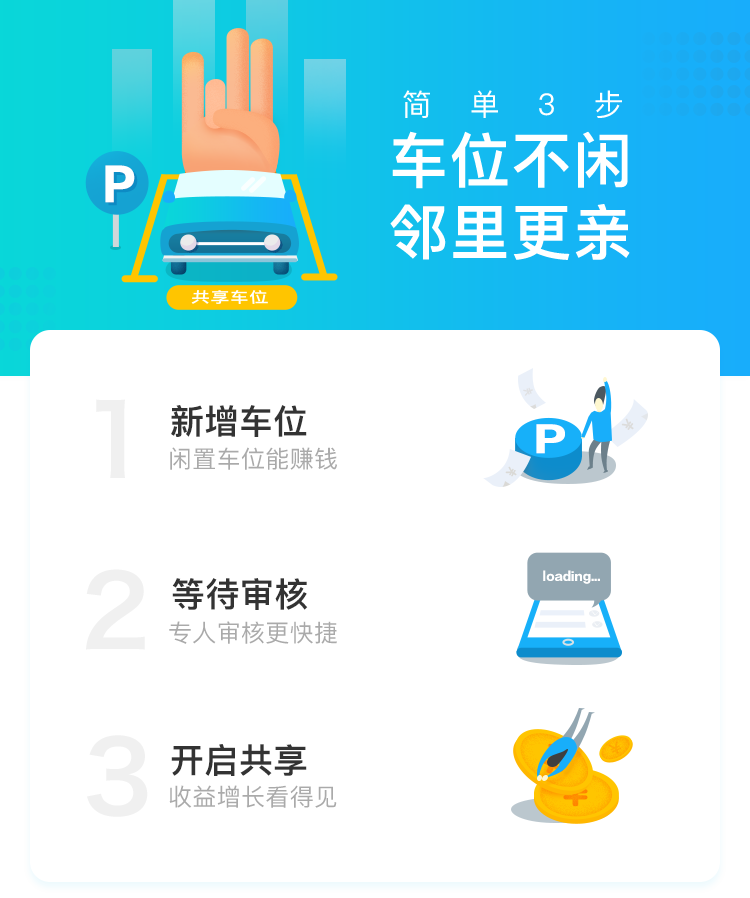 简单3步
车位不闲
邻里更亲
P
共享车位
1
新增车位
闲置车位能赚钱
P
2
等待审核
专人审核更快捷
loading...
3
开启共享
收益增长看得见